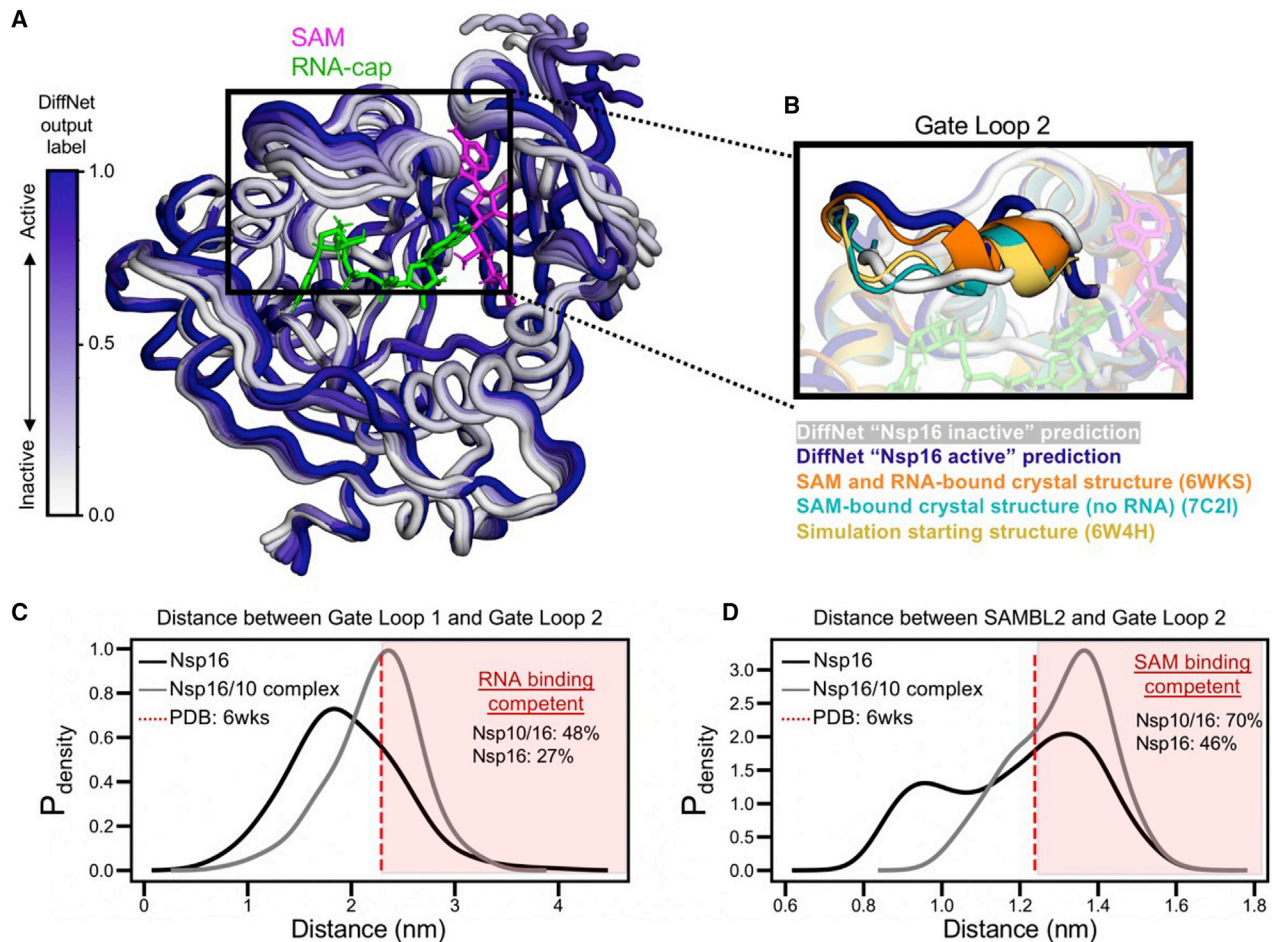 A
SAM
RNA-cap
DiffNet
output
label
1.0
Active
0.5
Inactive
0.0
B
Gate Loop 2
DiffNet “Nsp16 inactive” prediction
DiffNet “Nsp16 active” prediction
SAM and RNA-bound crystal structure (6WKS)
SAM-bound crystal structure (no RNA) (7C2I)
Simulation starting structure (6W4H)
C
Distance between Gate Loop 1 and Gate Loop 2
Pdensity
1.0
0.8
0.6
0.4
0.2
0.0
Nsp16
Nsp16/10 complex
PDB: 6wks
RNA binding
competent
Nsp10/16: 48%
Nsp16: 27%
0 1 2 3 4
Distance (nm)
D
Distance between SAMBL2 and Gate Loop 2
Pdensity
3.0
2.5
2.0
1.5
1.0
0.5
0.0
Nsp16
Nsp16/10 complex
PDB: 6wks
SAM binding
competent
Nsp10/16: 70%
Nsp16: 46%
0.6 0.8 1.0 1.2 1.4 1.6 1.8
Distance (nm)